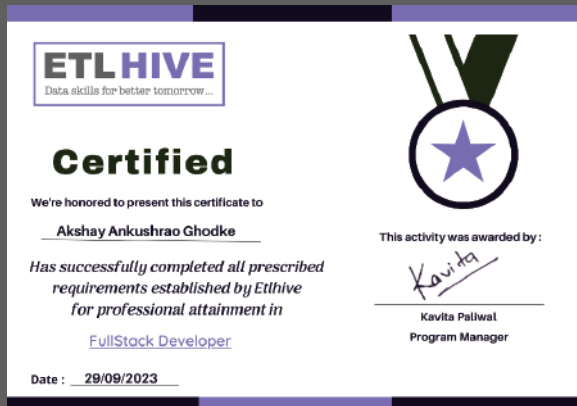 ETL HIVE
Data skills for better tomorrow...
Certified
We're honored to present this certificate to
Akshay Ankushrao Ghodke
Has successfully completed all prescribed
requirements established by Etlhive
for professional attainment in
FullStack Developer
Date : 29/09/2023
This activity was awarded by :
Kavita
Kavita Paliwal
Program Manager